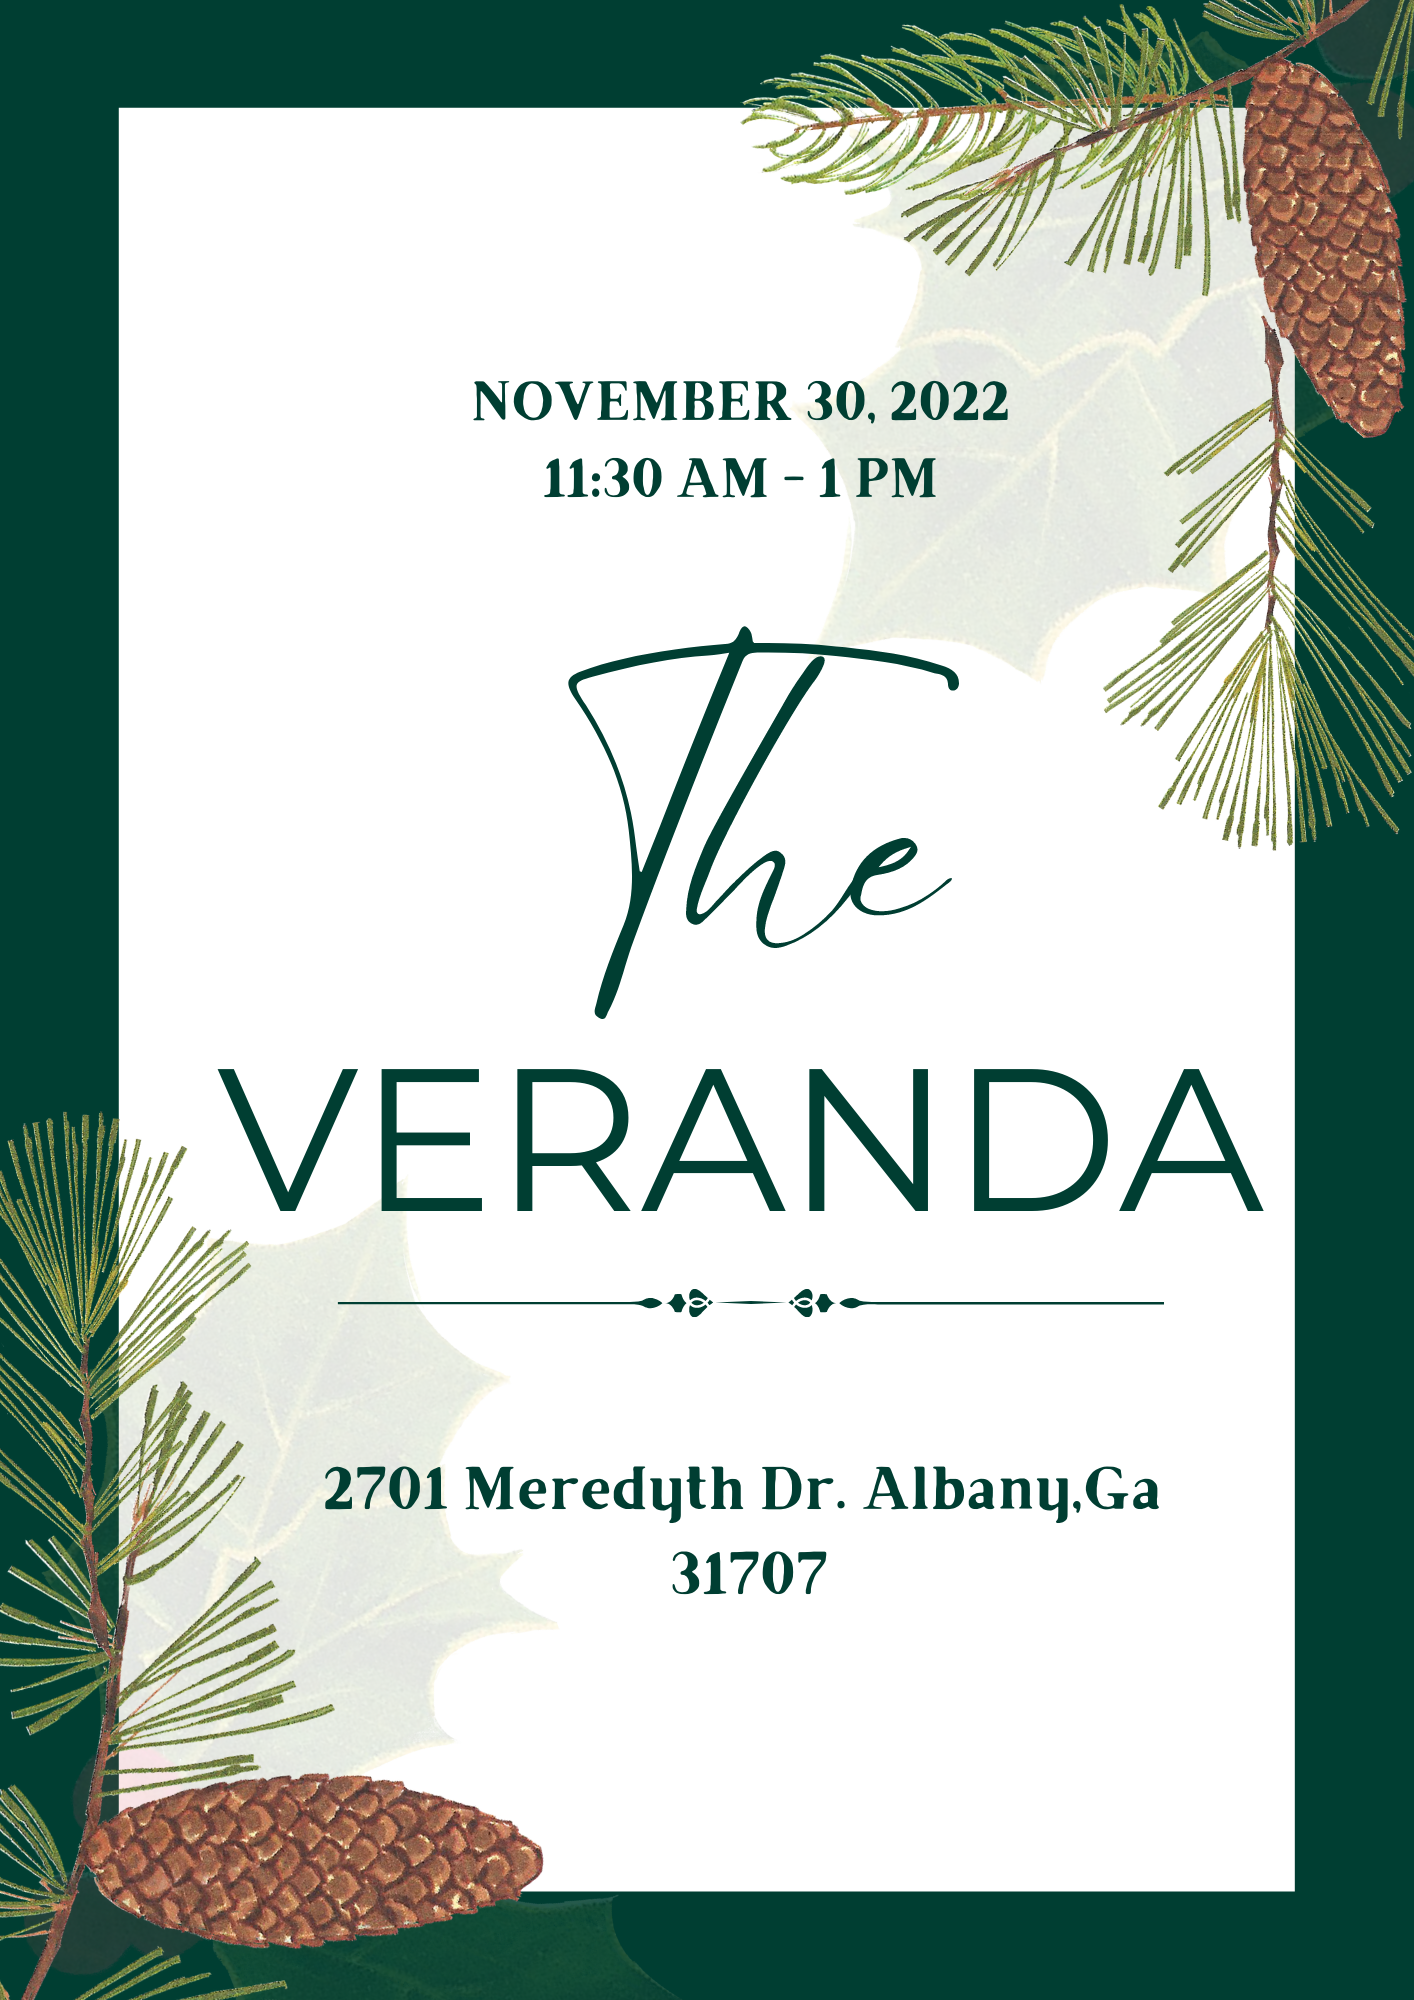 NOVEMBER 30, 2022
11:30 AM - 1 PM
The
VERANDA
2701 Meredyth Dr. Albany,Ga
31707